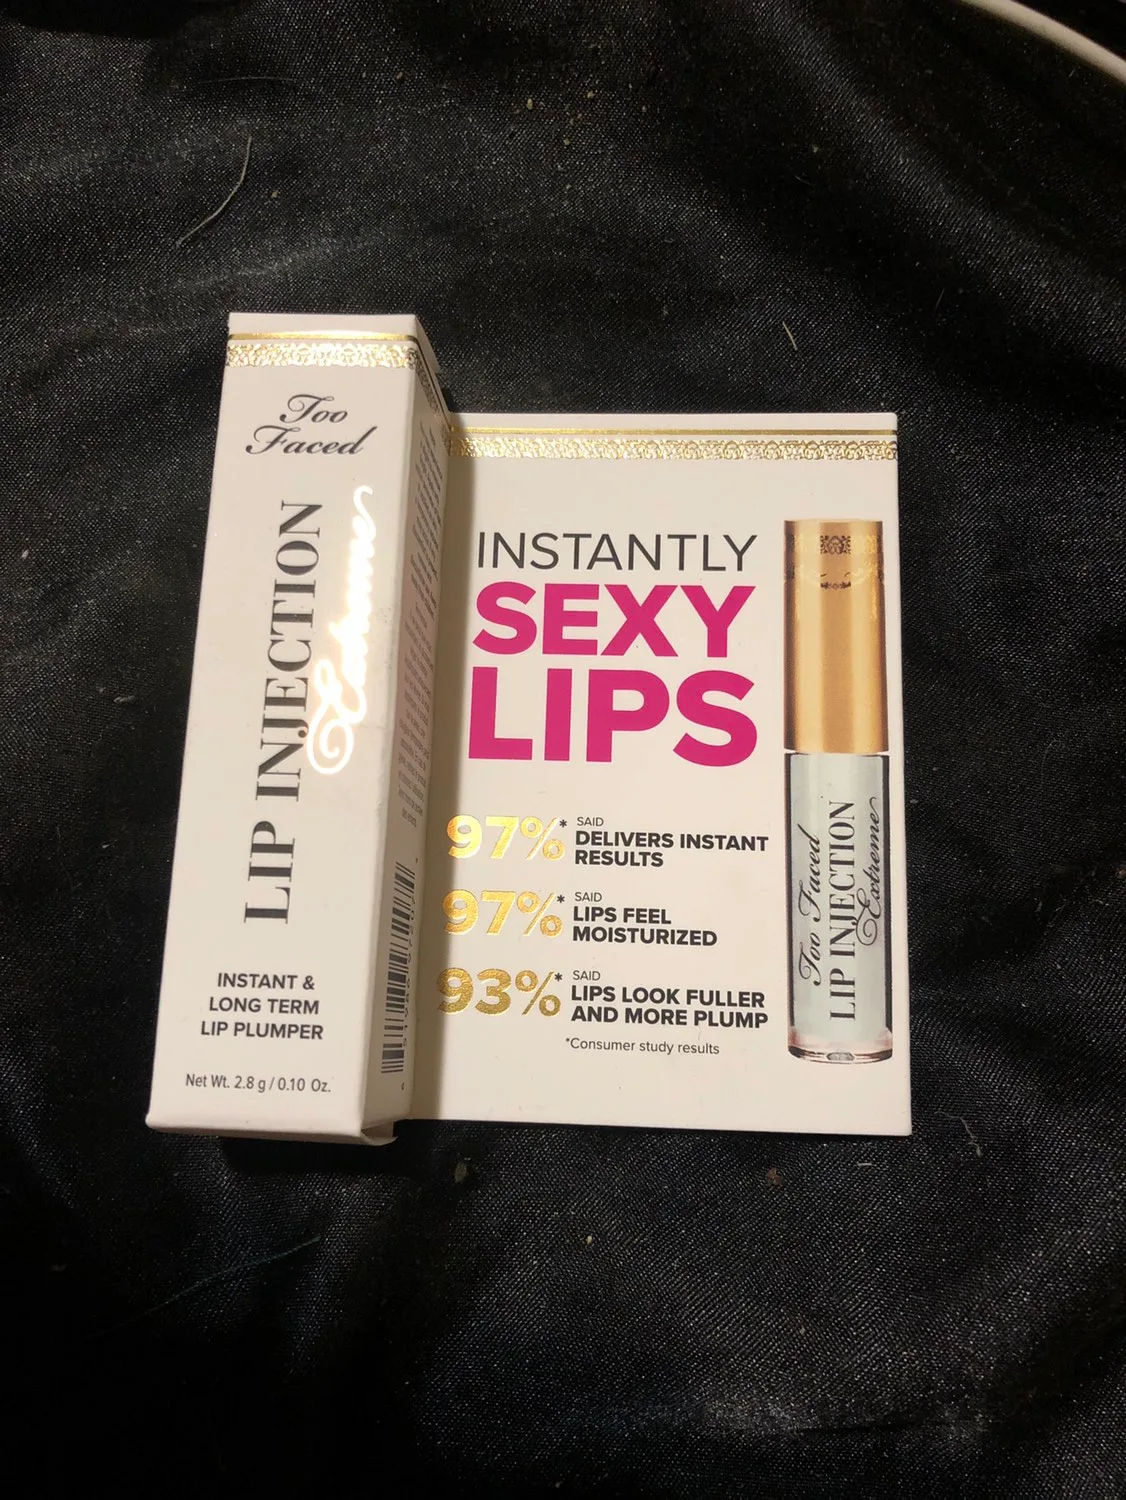 Too
Faced
LIP INJECTION
Extreme
INSTANT &
LONG TERM
LIP PLUMPER
Net Wt. 2.8 g / 0.10 Oz.
INSTANTLY
SEXY
LIPS
97%* SAID
DELIVERS INSTANT
RESULTS
97%* SAID
LIPS FEEL
MOISTURIZED
93%* SAID
LIPS LOOK FULLER
AND MORE PLUMP
*Consumer study results
Too Faced
LIP INJECTION
Extreme